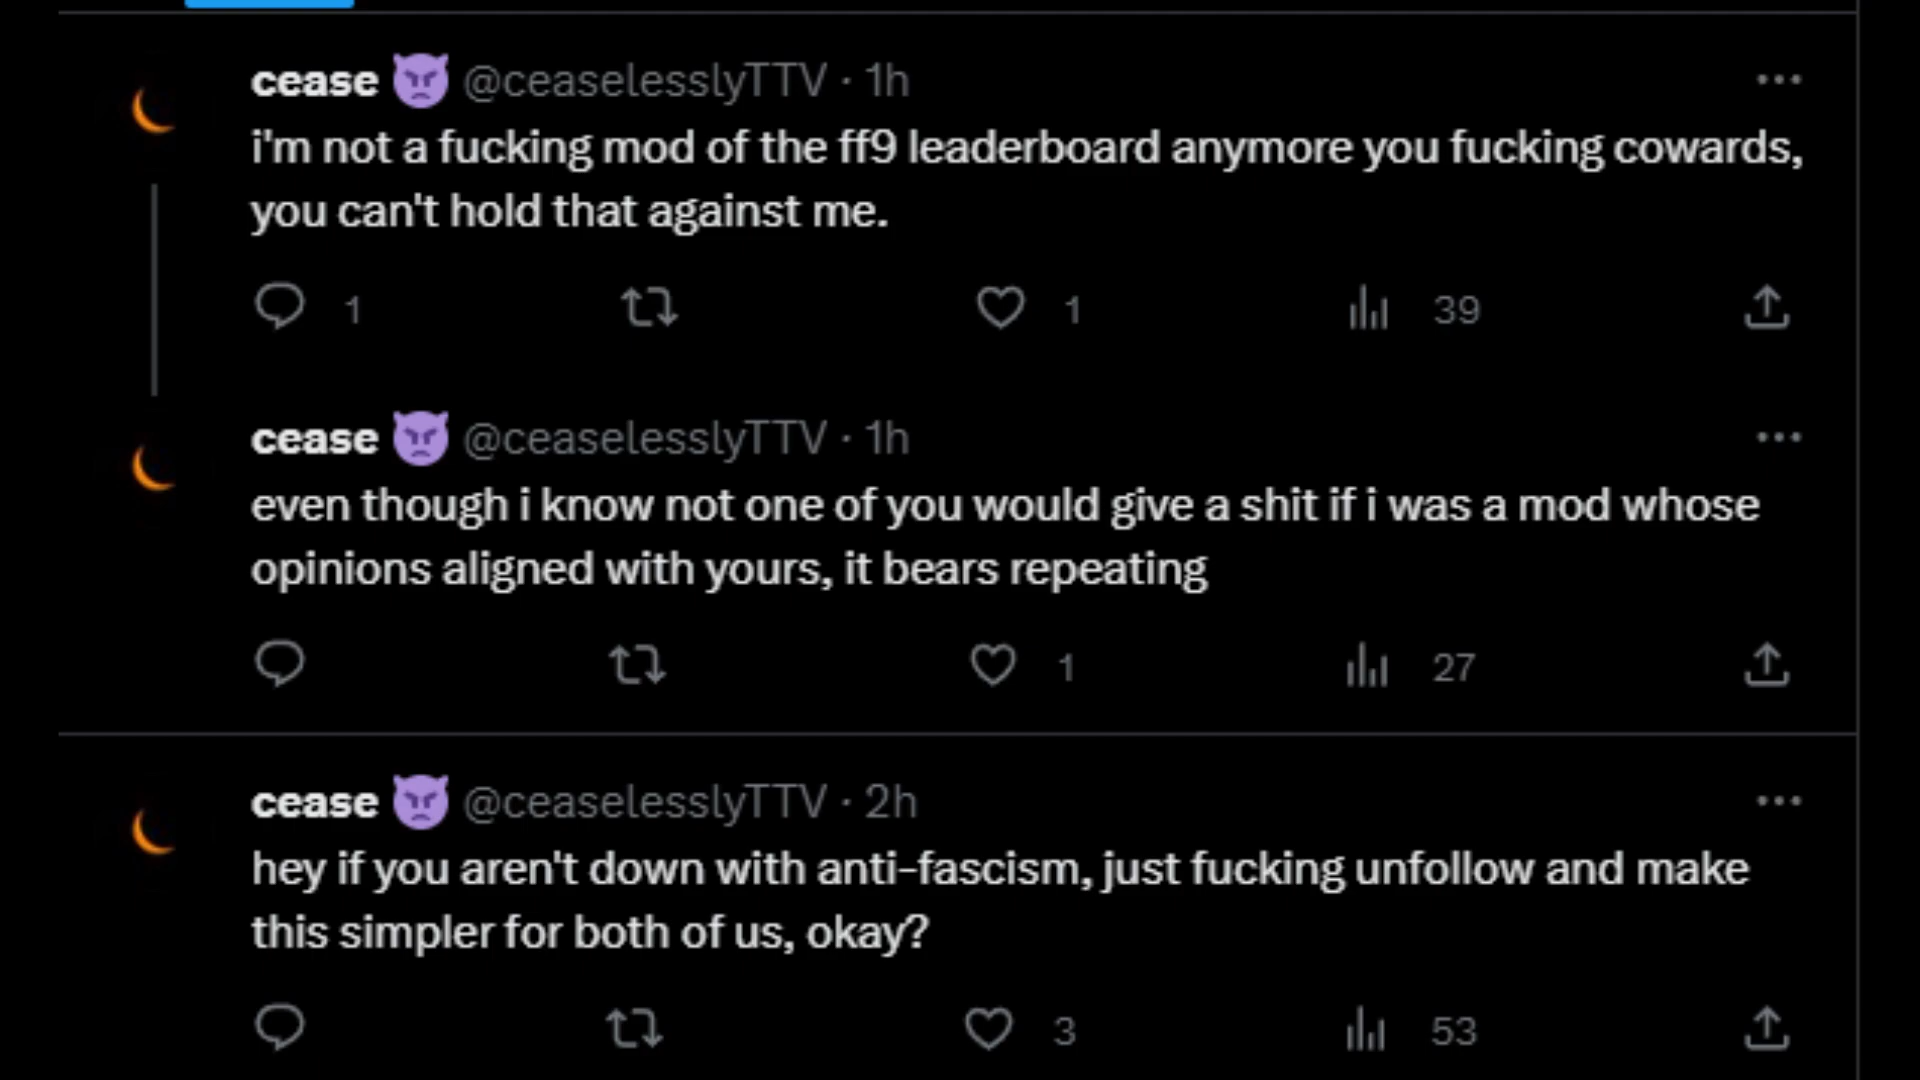 cease 👿 @ceaselesslyTTV · 1h
i'm not a fucking mod of the ff9 leaderboard anymore you fucking cowards,
you can't hold that against me.
1 1 39
cease 👿 @ceaselesslyTTV · 1h
even though i know not one of you would give a shit if i was a mod whose
opinions aligned with yours, it bears repeating
1 27
cease 👿 @ceaselesslyTTV · 2h
hey if you aren't down with anti-fascism, just fucking unfollow and make
this simpler for both of us, okay?
3 53